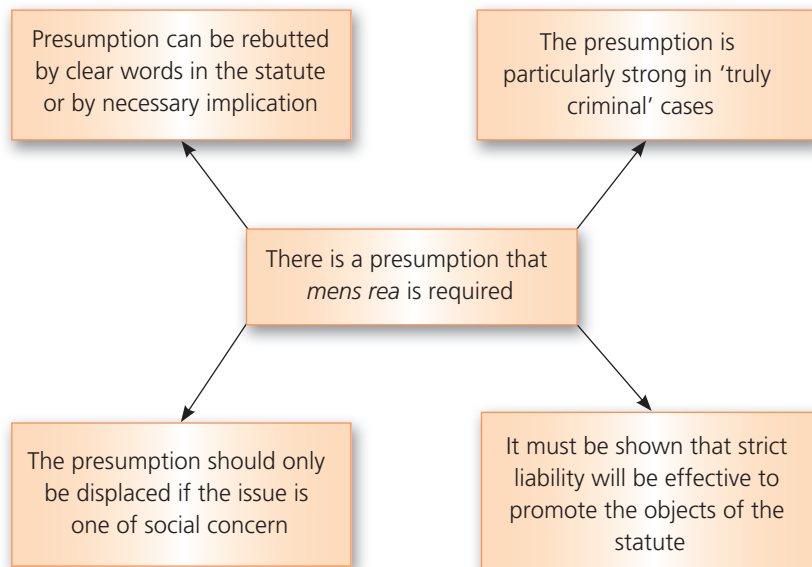 Presumption can be rebutted
by clear words in the statute
or by necessary implication
The presumption is
particularly strong in ‘truly
criminal’ cases
There is a presumption that
mens rea is required
The presumption should only
be displaced if the issue is
one of social concern
It must be shown that strict
liability will be effective to
promote the objects of the
statute